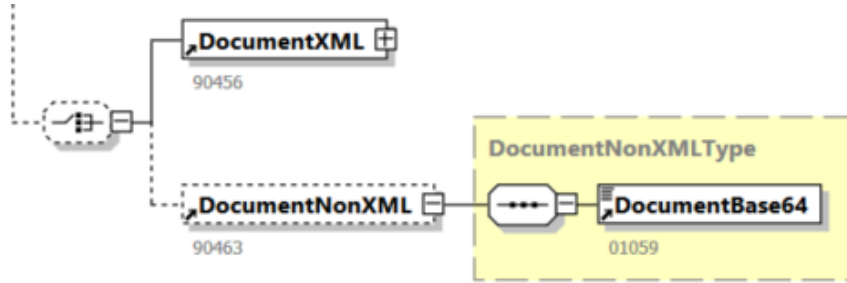 DocumentXML
90456
DocumentNonXMLType
DocumentNonXML
DocumentBase64
90463
01059